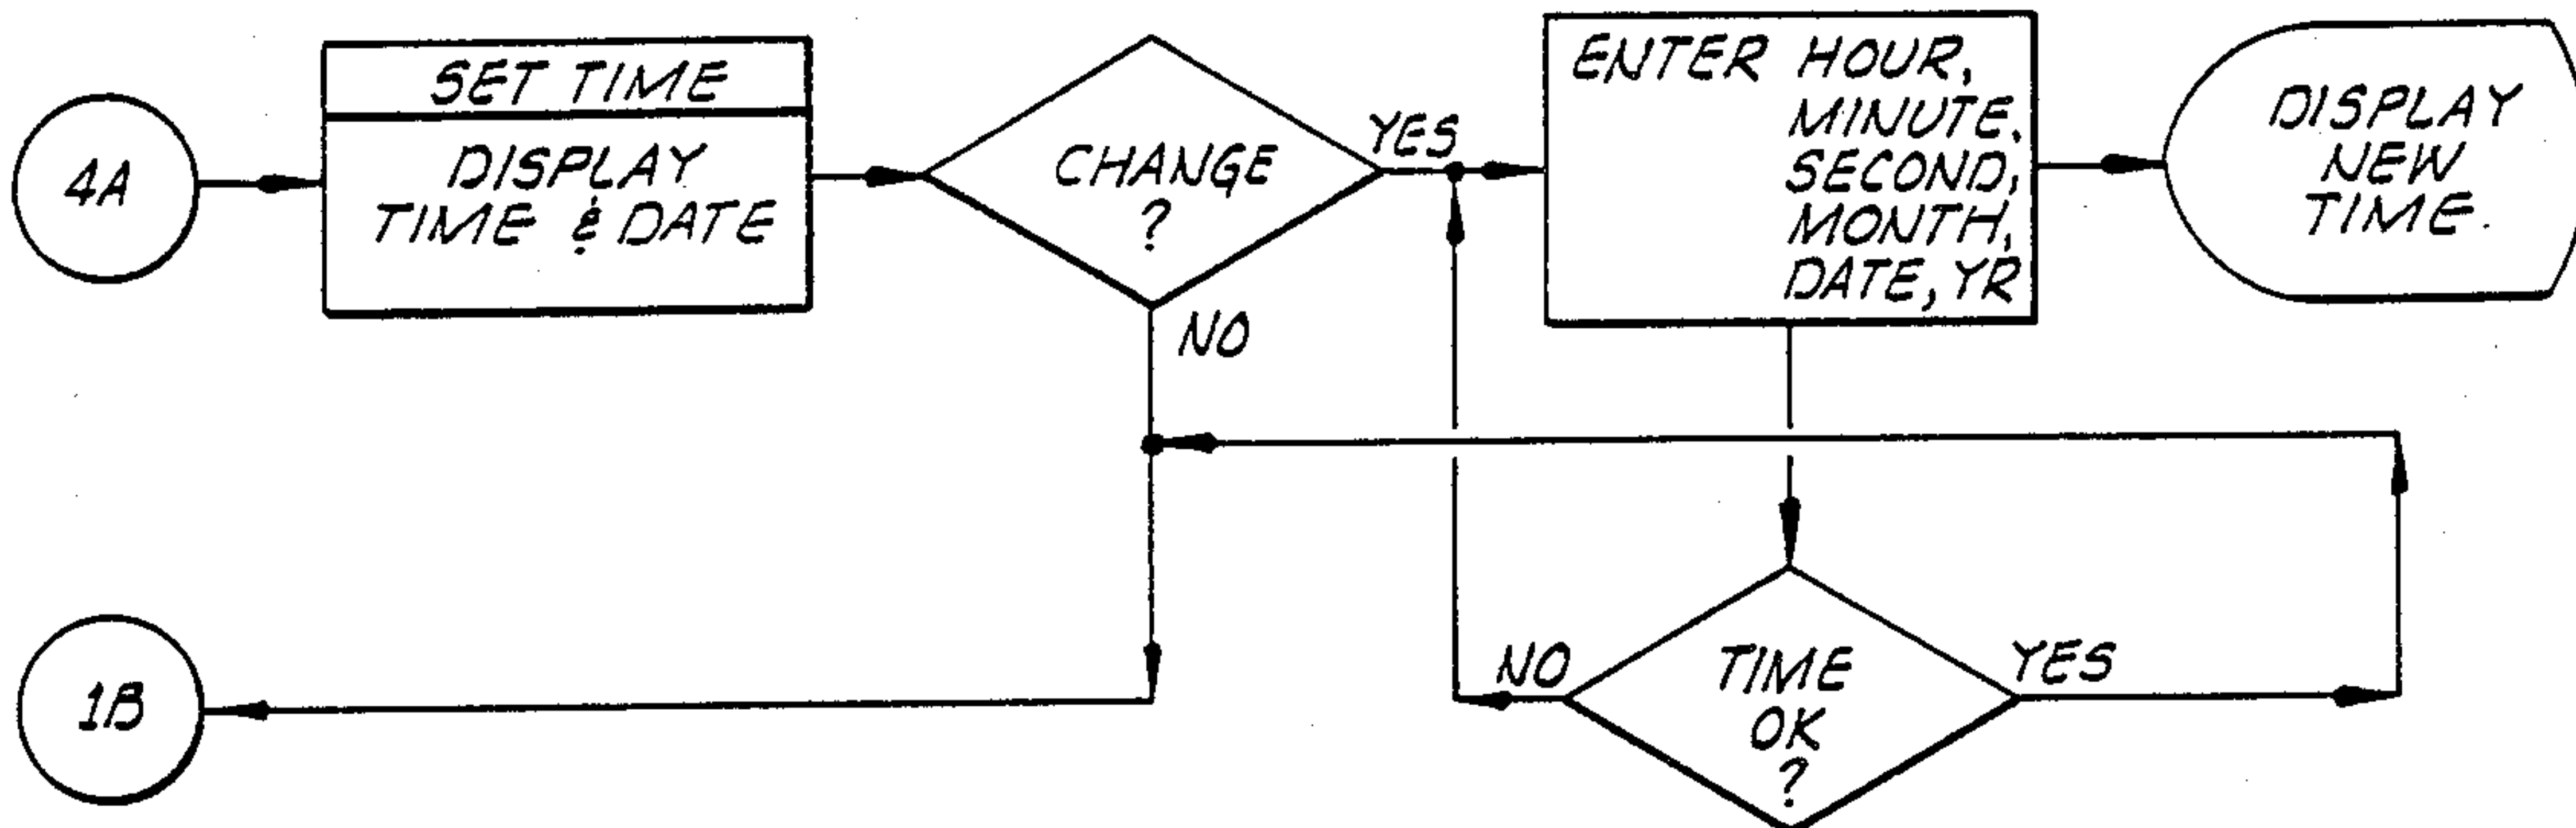 4A
SET TIME
DISPLAY
TIME & DATE
CHANGE
?
YES
NO
ENTER HOUR,
MINUTE,
SECOND,
MONTH,
DATE, YR
DISPLAY
NEW
TIME
1B
NO
TIME
OK
?
YES